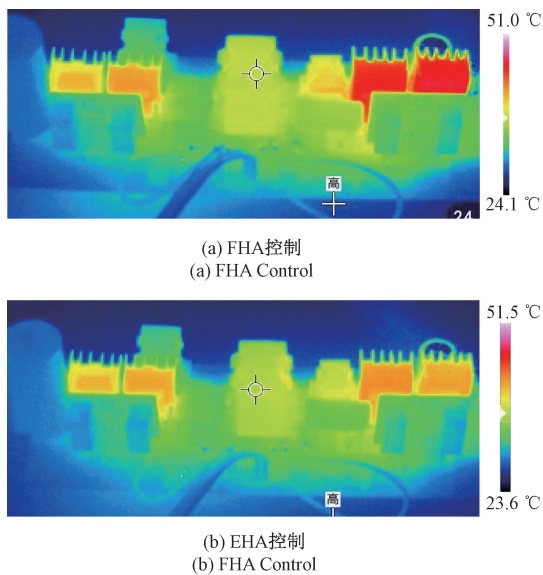 51.0 ℃
高
24
24.1 ℃
(a) FHA控制
(a) FHA Control
51.5 ℃
高
23.6 ℃
(b) EHA控制
(b) FHA Control